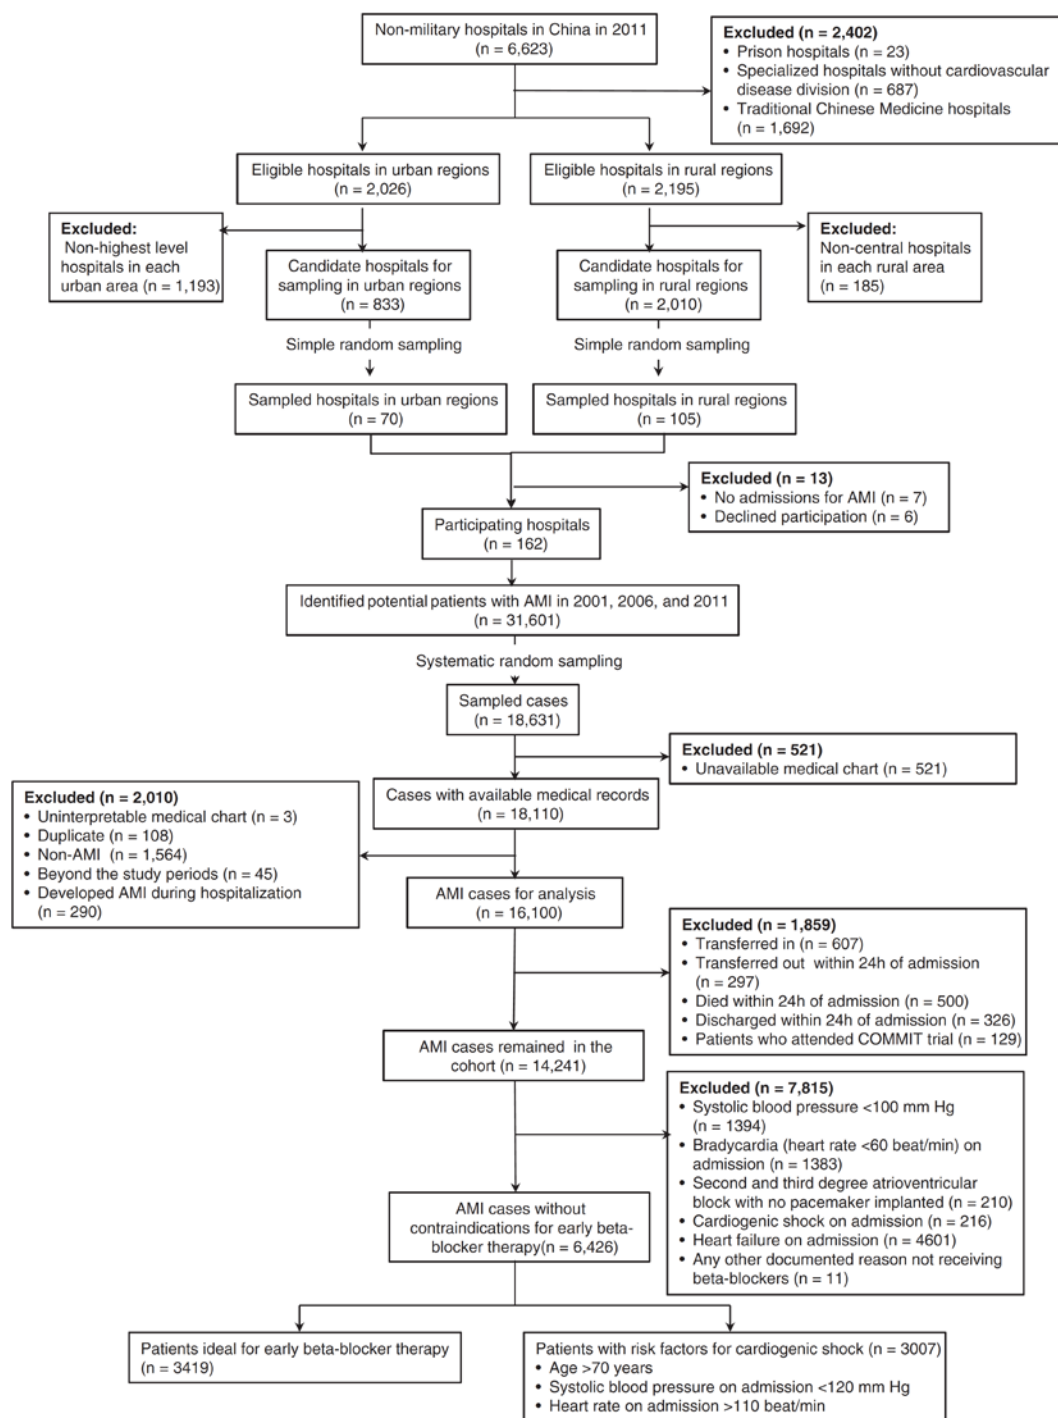 Non-military hospitals in China in 2011
(n = 6,623)
Excluded (n = 2,402)
• Prison hospitals (n = 23)
• Specialized hospitals without cardiovascular
disease division (n = 687)
• Traditional Chinese Medicine hospitals
(n = 1,692)
Eligible hospitals in urban regions
(n = 2,026)
Eligible hospitals in rural regions
(n = 2,195)
Excluded:
Non-highest level
hospitals in each
urban area (n = 1,193)
Excluded:
Non-central hospitals
in each rural area
(n = 185)
Candidate hospitals for
sampling in urban regions
(n = 833)
Candidate hospitals for
sampling in rural regions
(n = 2,010)
Simple random sampling
Simple random sampling
Sampled hospitals in urban regions
(n = 70)
Sampled hospitals in rural regions
(n = 105)
Excluded (n = 13)
• No admissions for AMI (n = 7)
• Declined participation (n = 6)
Participating hospitals
(n = 162)
Identified potential patients with AMI in 2001, 2006, and 2011
(n = 31,601)
Systematic random sampling
Sampled cases
(n = 18,631)
Excluded (n = 521)
• Unavailable medical chart (n = 521)
Cases with available medical records
(n = 18,110)
Excluded (n = 2,010)
• Uninterpretable medical chart (n = 3)
• Duplicate (n = 108)
• Non-AMI (n = 1,564)
• Beyond the study periods (n = 45)
• Developed AMI during hospitalization
(n = 290)
AMI cases for analysis
(n = 16,100)
Excluded (n = 1,859)
• Transferred in (n = 607)
• Transferred out within 24h of admission
(n = 297)
• Died within 24h of admission (n = 500)
• Discharged within 24h of admission (n = 326)
• Patients who attended COMMIT trial (n = 129)
AMI cases remained in the
cohort (n = 14,241)
Excluded (n = 7,815)
• Systolic blood pressure <100 mm Hg
(n = 1394)
• Bradycardia (heart rate <60 beat/min) on
admission (n = 1383)
• Second and third degree atrioventricular
block with no pacemaker implanted (n = 210)
• Cardiogenic shock on admission (n = 216)
• Heart failure on admission (n = 4601)
• Any other documented reason not receiving
beta-blockers (n = 11)
AMI cases without
contraindications for early beta-
blocker therapy(n = 6,426)
Patients ideal for early beta-blocker therapy
(n = 3419)
Patients with risk factors for cardiogenic shock (n = 3007)
• Age >70 years
• Systolic blood pressure on admission <120 mm Hg
• Heart rate on admission >110 beat/min